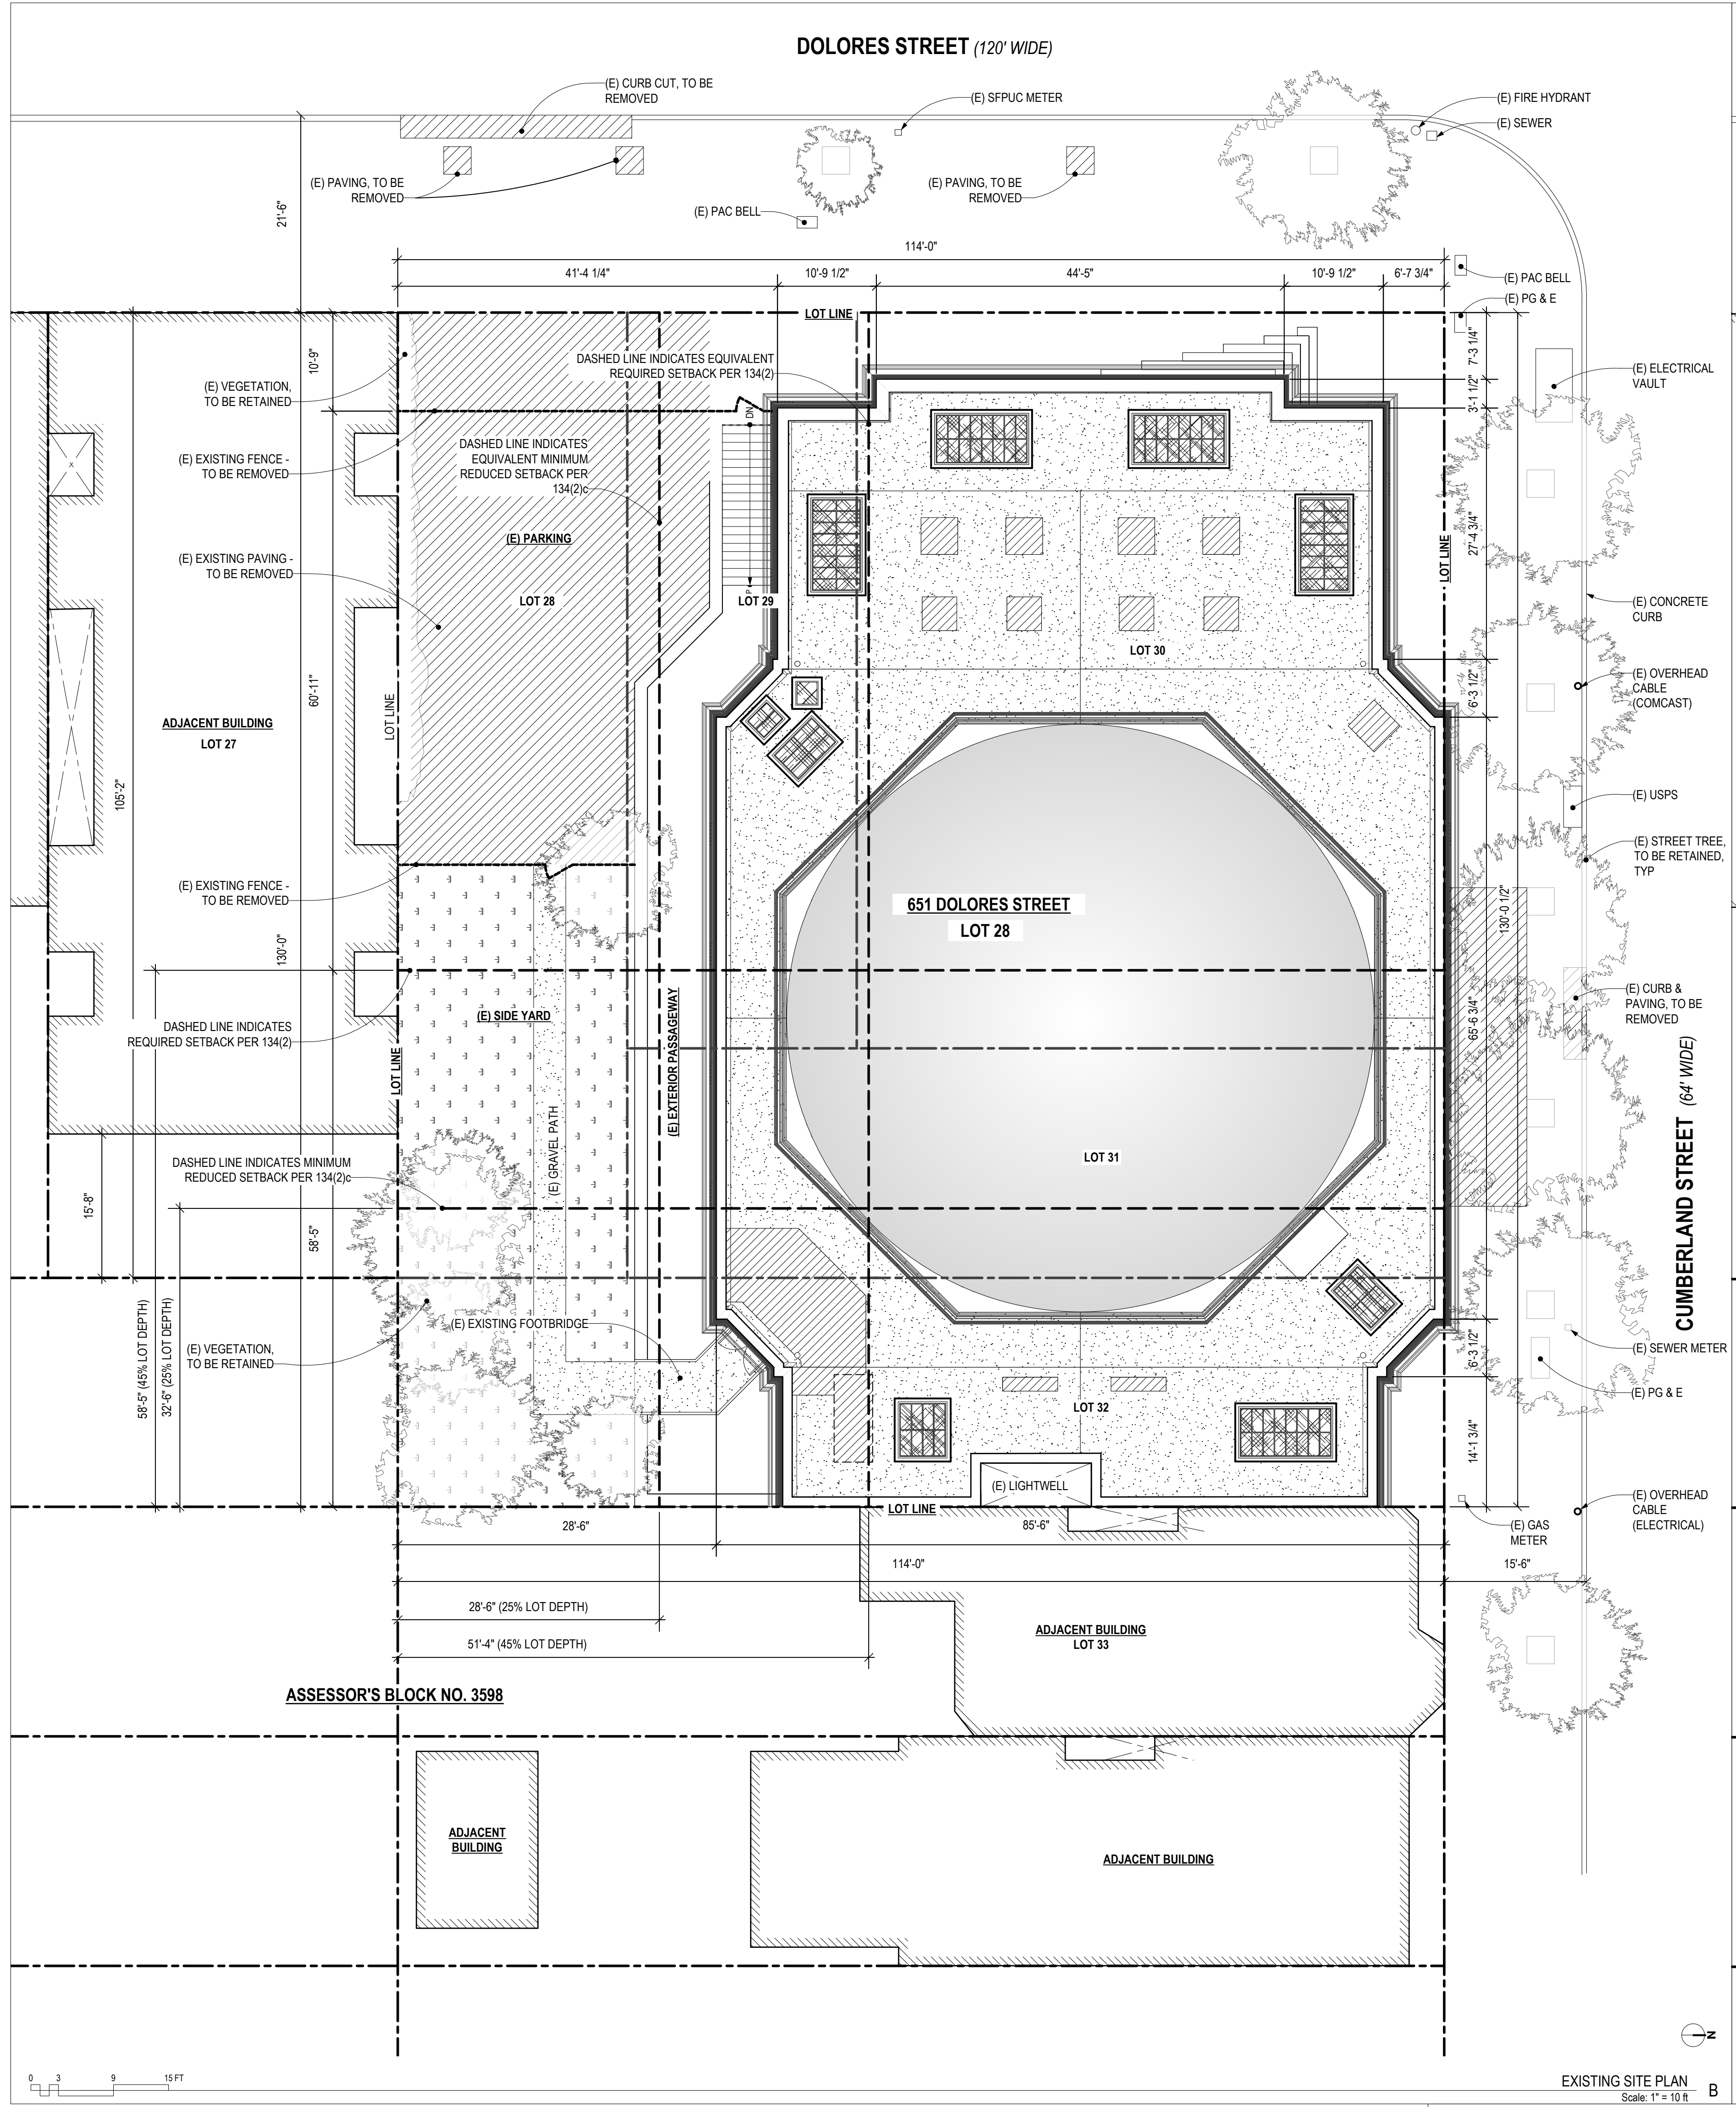 DOLORES STREET (120' WIDE)
(E) CURB CUT, TO BE
REMOVED
(E) SFPUC METER
(E) FIRE HYDRANT
(E) SEWER
(E) PAVING, TO BE
REMOVED
(E) PAVING, TO BE
REMOVED
(E) PAC BELL
21'-6"
114'-0"
41'-4 1/4"
10'-9 1/2"
44'-5"
10'-9 1/2"
6'-7 3/4"
(E) PAC BELL
(E) PG & E
LOT LINE
DASHED LINE INDICATES EQUIVALENT
REQUIRED SETBACK PER 134(2)
10'-9"
7'-3 1/4"
3'-1 1/2"
(E) ELECTRICAL
VAULT
(E) VEGETATION,
TO BE RETAINED
DN
DASHED LINE INDICATES
EQUIVALENT MINIMUM
REDUCED SETBACK PER
134(2)c
(E) EXISTING FENCE -
TO BE REMOVED
X
(E) PARKING
27'-4 3/4"
LOT LINE
(E) EXISTING PAVING -
TO BE REMOVED
LOT 28
LOT 29
(E) CONCRETE
CURB
LOT 30
60'-11"
LOT LINE
6'-3 1/2"
(E) OVERHEAD
CABLE
(COMCAST)
ADJACENT BUILDING
LOT 27
105'-2"
(E) USPS
(E) STREET TREE,
TO BE RETAINED,
TYP
(E) EXISTING FENCE -
TO BE REMOVED
651 DOLORES STREET
LOT 28
130'-0 1/2"
130'-0"
(E) SIDE YARD
(E) EXTERIOR PASSAGEWAY
65'-6 3/4"
(E) CURB &
PAVING, TO BE
REMOVED
DASHED LINE INDICATES
REQUIRED SETBACK PER 134(2)
LOT LINE
(E) GRAVEL PATH
LOT 31
CUMBERLAND STREET (64' WIDE)
DASHED LINE INDICATES MINIMUM
REDUCED SETBACK PER 134(2)c
15'-8"
58'-5"
58'-5" (45% LOT DEPTH)
32'-6" (25% LOT DEPTH)
(E) EXISTING FOOTBRIDGE
(E) VEGETATION,
TO BE RETAINED
6'-3 1/2"
(E) SEWER METER
(E) PG & E
LOT 32
14'-1 3/4"
(E) LIGHTWELL
LOT LINE
(E) OVERHEAD
CABLE
(ELECTRICAL)
(E) GAS
METER
28'-6"
85'-6"
114'-0"
15'-6"
28'-6" (25% LOT DEPTH)
51'-4" (45% LOT DEPTH)
ADJACENT BUILDING
LOT 33
ASSESSOR'S BLOCK NO. 3598
ADJACENT
BUILDING
ADJACENT BUILDING
N
0 3 9 15 FT
EXISTING SITE PLAN
Scale: 1" = 10 ft
B